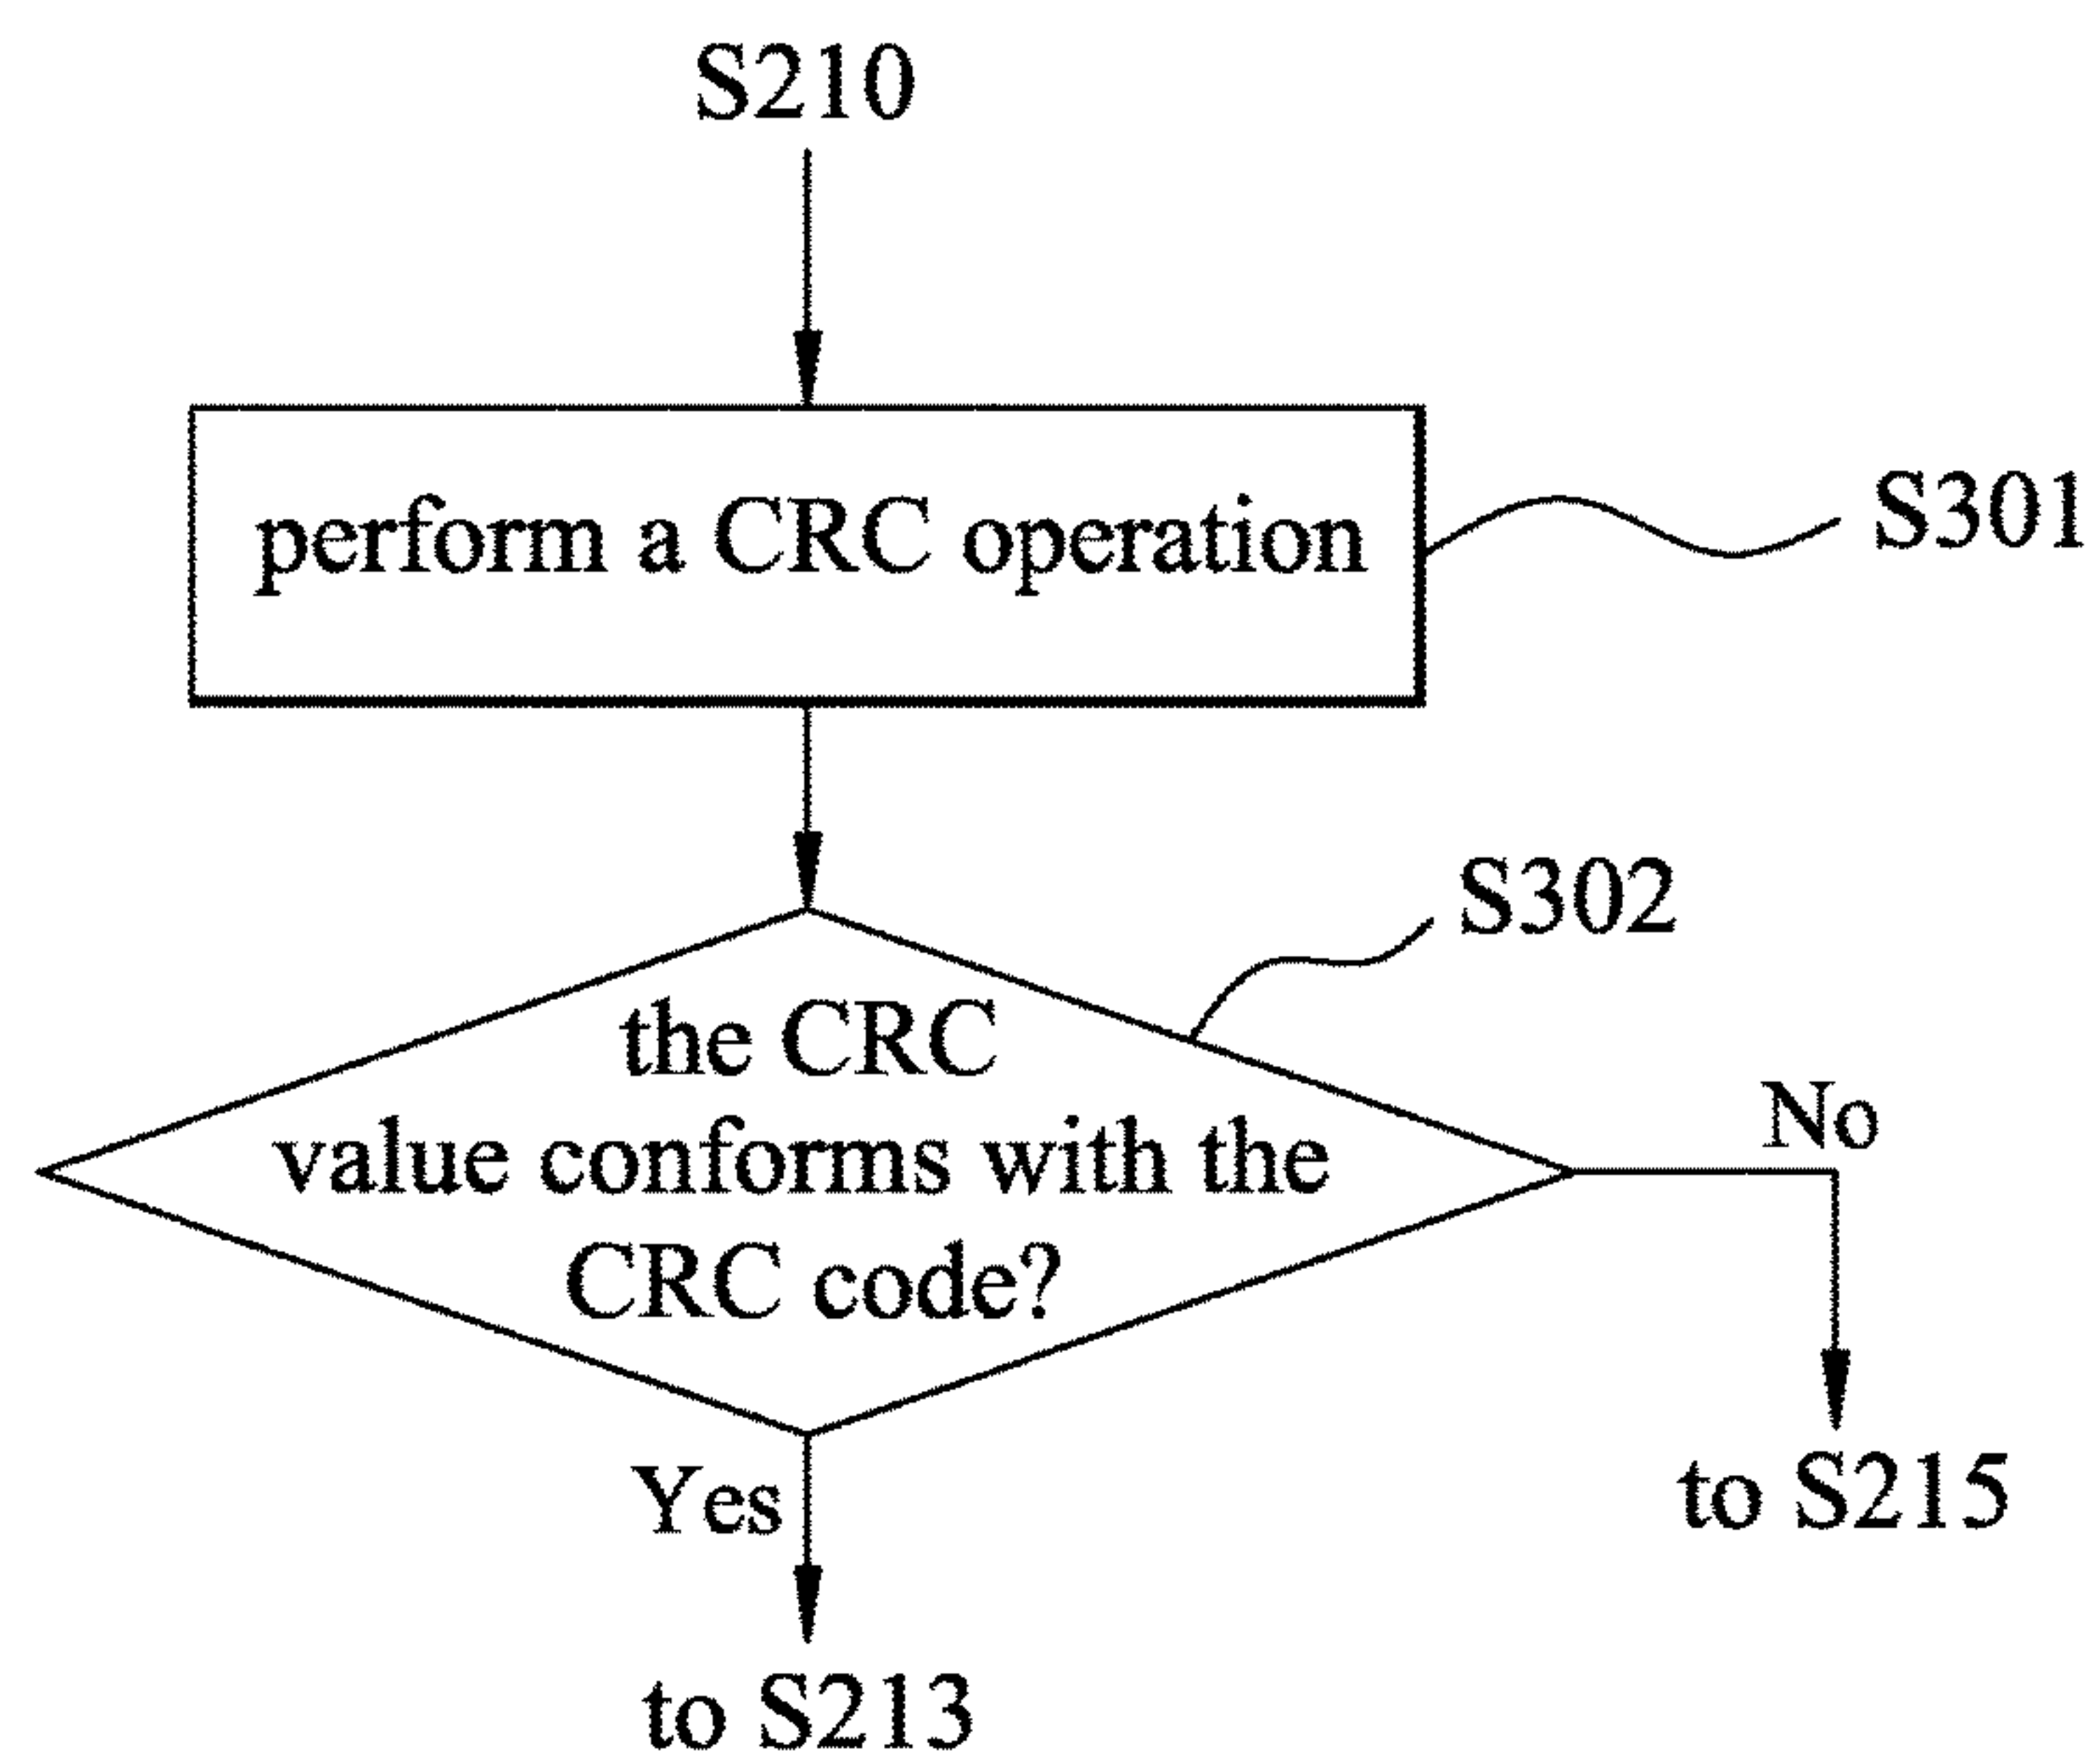 S210
perform a CRC operation
S301
S302
the CRC
value conforms with the
CRC code?
No
Yes
to S215
to S213